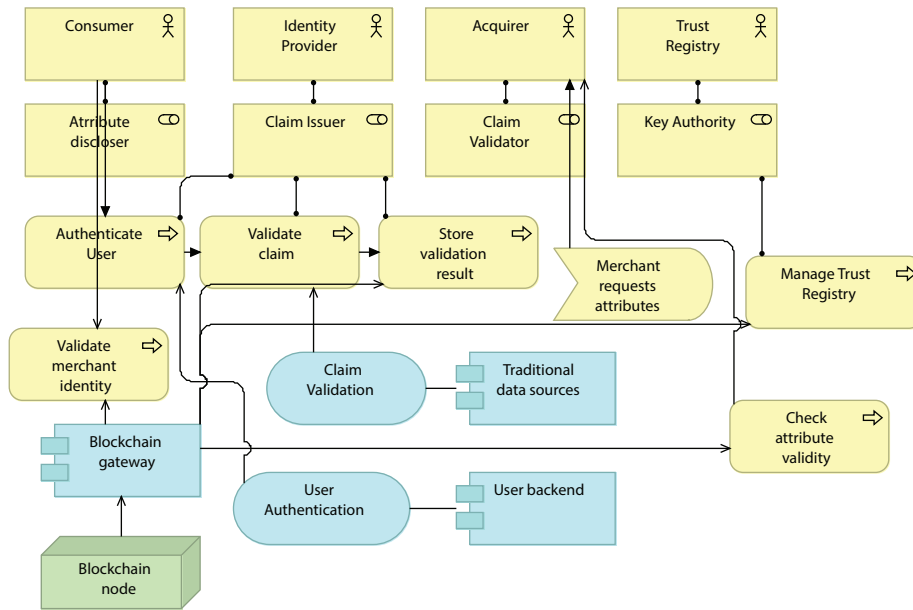 Consumer
Identity
Provider
Acquirer
Trust
Registry
Atrribute
discloser
Claim Issuer
Claim
Validator
Key Authority
Authenticate
User
Validate
claim
Store
validation
result
Merchant
requests
attributes
Manage Trust
Registry
Validate
merchant
identity
Claim
Validation
Traditional
data sources
Check
attribute
validity
Blockchain
gateway
User
Authentication
User backend
Blockchain
node